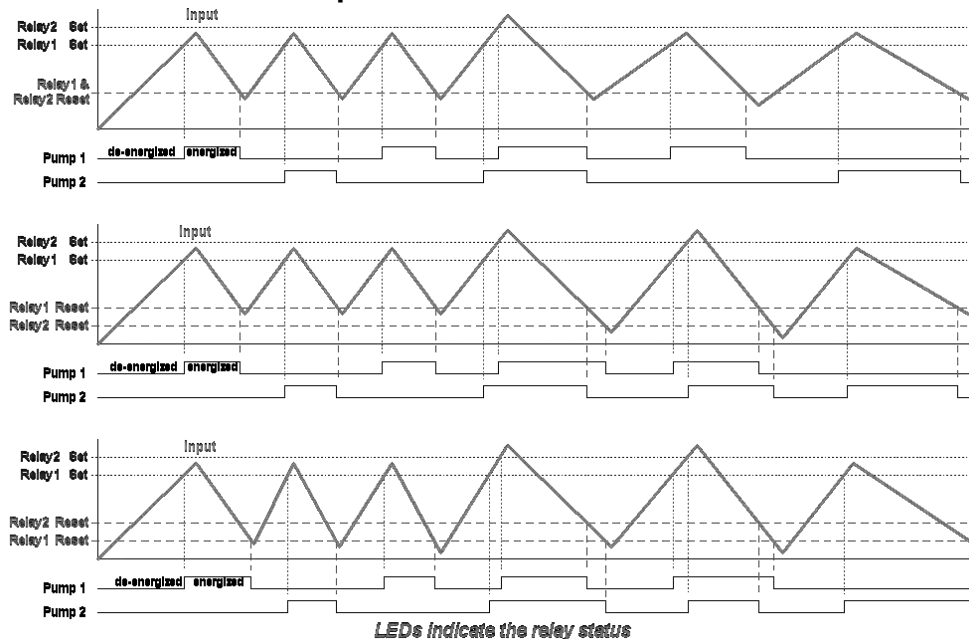 Input
Relay2 Set
Relay1 Set
Relay1 &
Relay2 Reset
de-energized energized
Pump 1
Pump 2
Input
Relay2 Set
Relay1 Set
Relay1 Reset
Relay2 Reset
de-energized energized
Pump 1
Pump 2
Input
Relay2 Set
Relay1 Set
Relay2 Reset
Relay1 Reset
de-energized energized
Pump 1
Pump 2
LEDs indicate the relay status